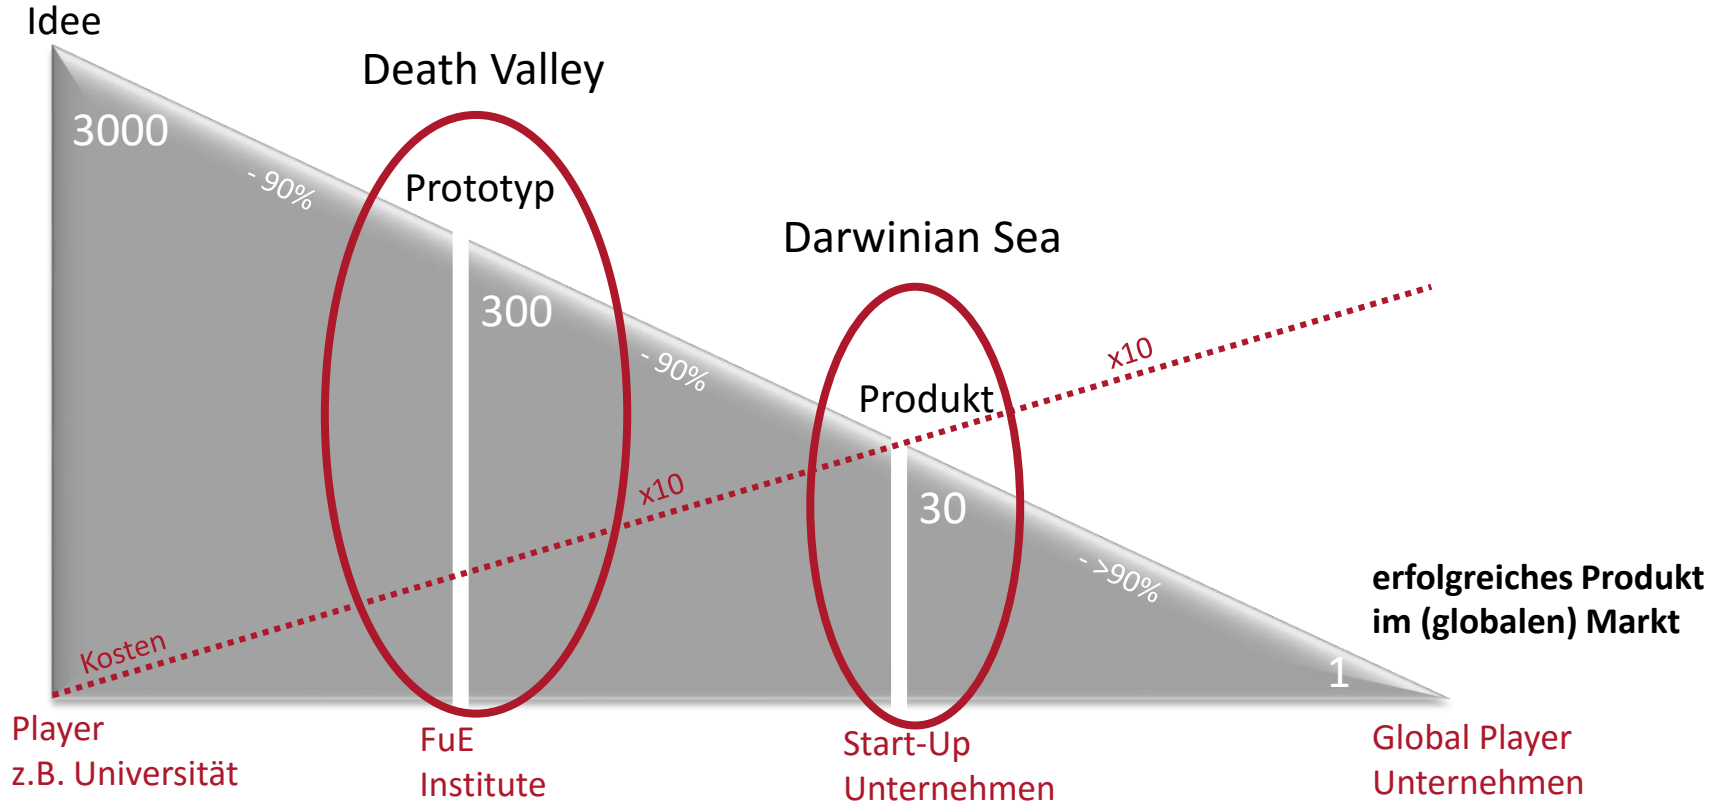 Idee
Death Valley
3000
- 90%
Prototyp
Darwinian Sea
300
- 90%
x10
Produkt
x10
30
- >90%
erfolgreiches Produkt
im (globalen) Markt
Kosten
1
Player
z.B. Universität
FuE
Institute
Start-Up
Unternehmen
Global Player
Unternehmen